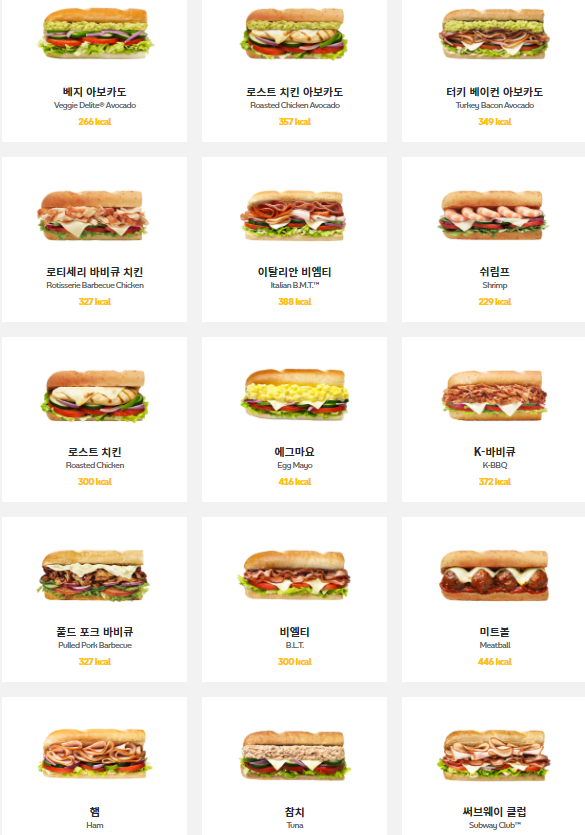 베지 아보카도
Veggie Delite® Avocado
266 kcal
로스트 치킨 아보카도
Roasted Chicken Avocado
357 kcal
터키 베이컨 아보카도
Turkey Bacon Avocado
349 kcal
로티세리 바비큐 치킨
Rotisserie Barbecue Chicken
327 kcal
이탈리안 비엠티
Italian B.M.T.™
388 kcal
쉬림프
Shrimp
229 kcal
로스트 치킨
Roasted Chicken
300 kcal
에그마요
Egg Mayo
416 kcal
K-바비큐
K-BBQ
372 kcal
풀드 포크 바비큐
Pulled Pork Barbecue
327 kcal
비엘티
B.L.T.
300 kcal
미트볼
Meatball
446 kcal
햄
Ham
참치
Tuna
써브웨이 클럽
Subway Club™